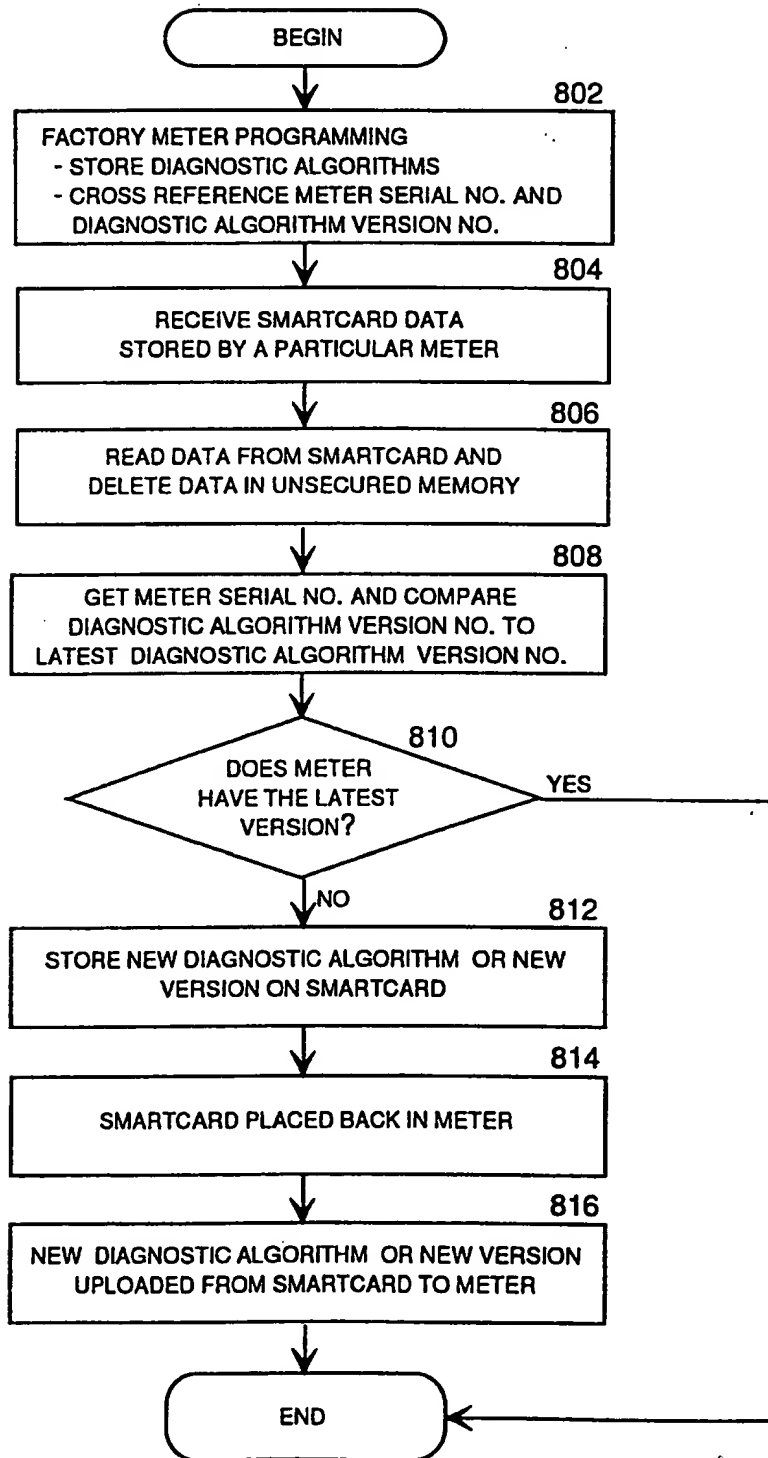 BEGIN
802
FACTORY METER PROGRAMMING
- STORE DIAGNOSTIC ALGORITHMS
- CROSS REFERENCE METER SERIAL NO. AND
DIAGNOSTIC ALGORITHM VERSION NO.
804
RECEIVE SMARTCARD DATA
STORED BY A PARTICULAR METER
806
READ DATA FROM SMARTCARD AND
DELETE DATA IN UNSECURED MEMORY
808
GET METER SERIAL NO. AND COMPARE
DIAGNOSTIC ALGORITHM VERSION NO. TO
LATEST DIAGNOSTIC ALGORITHM VERSION NO.
810
DOES METER
HAVE THE LATEST
VERSION?
YES
NO
812
STORE NEW DIAGNOSTIC ALGORITHM OR NEW
VERSION ON SMARTCARD
814
SMARTCARD PLACED BACK IN METER
816
NEW DIAGNOSTIC ALGORITHM OR NEW VERSION
UPLOADED FROM SMARTCARD TO METER
END